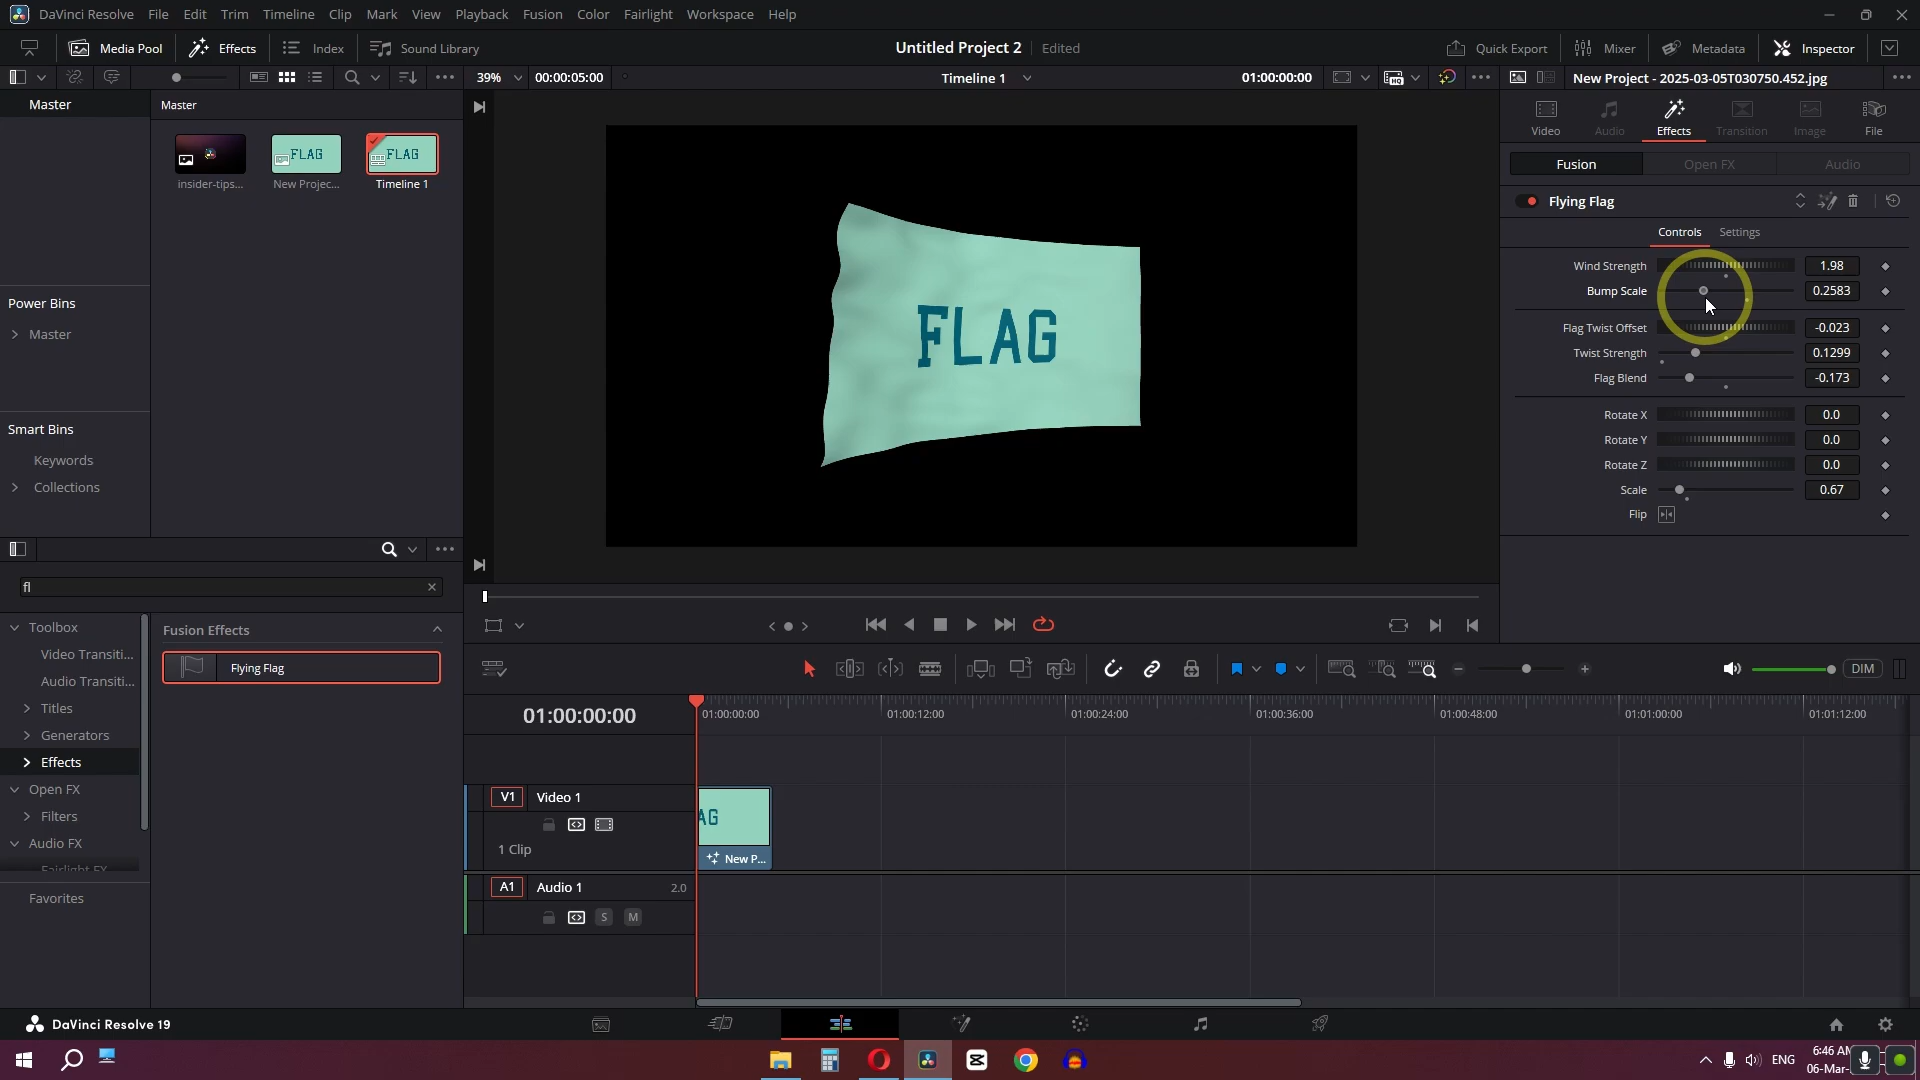 DaVinci Resolve File Edit Trim Timeline Clip Mark View Playback Fusion Color Fairlight Workspace Help
Media Pool Effects Index Sound Library Untitled Project 2 Edited Quick Export Mixer Metadata Inspector
39% 00:00:05:00 Timeline 1 01:00:00:00 New Project - 2025-03-05T030750.452.jpg
Master Master
FLAG FLAG
insider-tips... New Projec... Timeline 1
Video Audio Effects Transition Image File
Fusion Open FX Audio
Flying Flag
Controls Settings
Wind Strength 1.98
Bump Scale 0.2583
Flag Twist Offset -0.023
Twist Strength 0.1299
Flag Blend -0.173
Rotate X 0.0
Rotate Y 0.0
Rotate Z 0.0
Scale 0.67
Flip
FLAG
Power Bins
Master
Smart Bins
Keywords
Collections
fl
Toolbox
Video Transiti...
Audio Transiti...
Titles
Generators
Effects
Open FX
Filters
Audio FX
Fairlight FX
Favorites
Fusion Effects
Flying Flag
DIM
01:00:00:00 01:00:00:00 01:00:12:00 01:00:24:00 01:00:36:00 01:00:48:00 01:01:00:00 01:01:12:00
V1 Video 1
1 Clip
AG
New P...
A1 Audio 1 2.0
S M
DaVinci Resolve 19
ENG
6:46 AM
06-Mar-